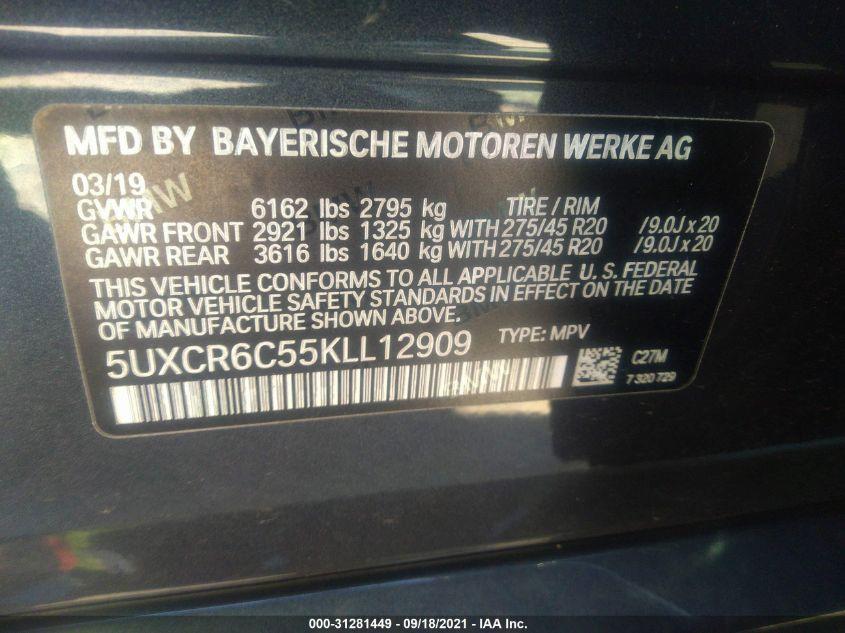 MFD BY BAYERISCHE MOTOREN WERKE AG
03/19
GVWR 6162 lbs 2795 kg TIRE / RIM
GAWR FRONT 2921 lbs 1325 kg WITH 275/45 R20 /9.0J x 20
GAWR REAR 3616 lbs 1640 kg WITH 275/45 R20 /9.0J x 20
THIS VEHICLE CONFORMS TO ALL APPLICABLE U. S. FEDERAL
MOTOR VEHICLE SAFETY STANDARDS IN EFFECT ON THE DATE
OF MANUFACTURE SHOWN ABOVE.
5UXCR6C55KLL12909 TYPE: MPV
C27M
7 320 729
BMW
BMW
BMW
000-31281449 - 09/18/2021 - IAA Inc.